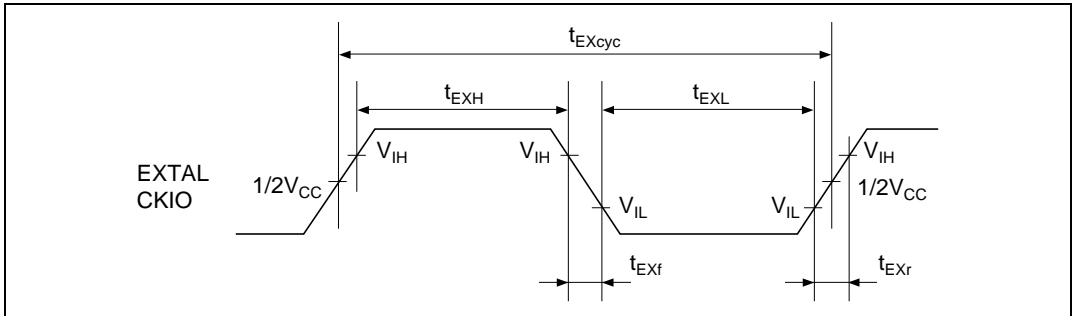 tEXcyc
tEXH tEXL
VIH VIH VIH
EXTAL 1/2VCC 1/2VCC
CKIO
VIL VIL
tEXf tEXr